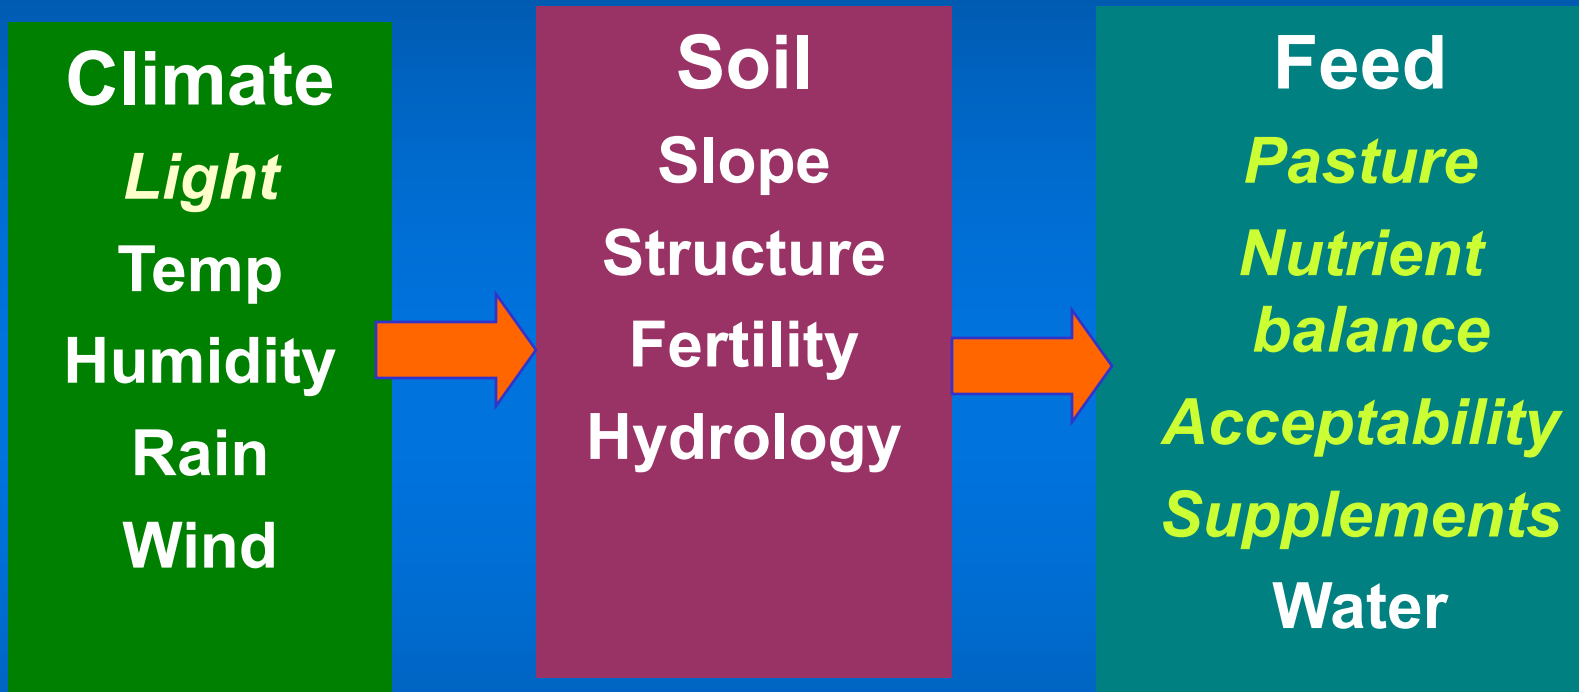 Climate
Light
Temp
Humidity
Rain
Wind
Soil
Slope
Structure
Fertility
Hydrology
Feed
Pasture
Nutrient
balance
Acceptability
Supplements
Water